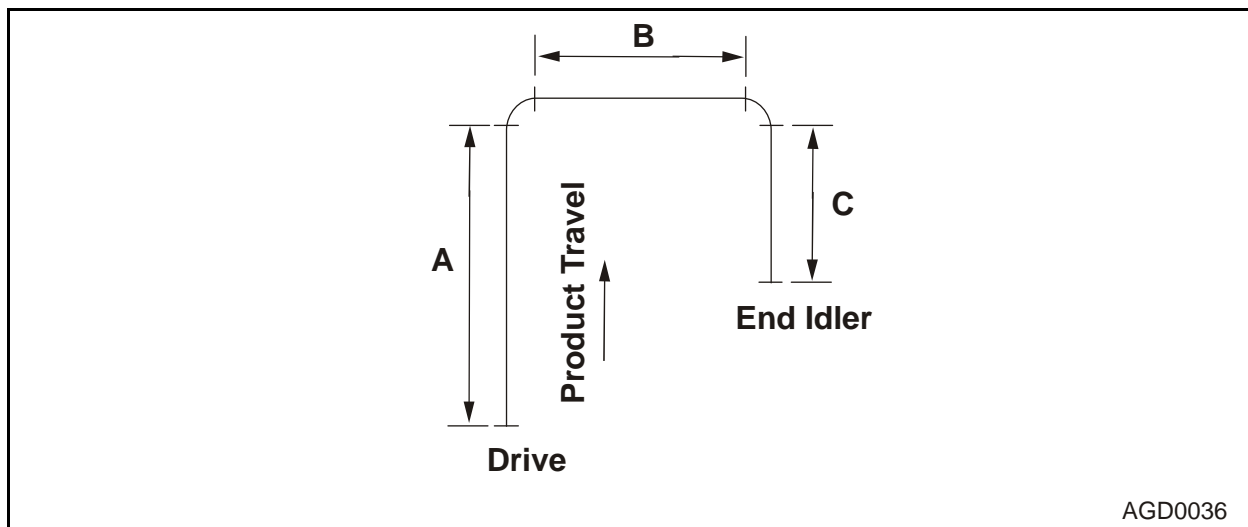 B
A
Product Travel
C
End Idler
Drive
AGD0036